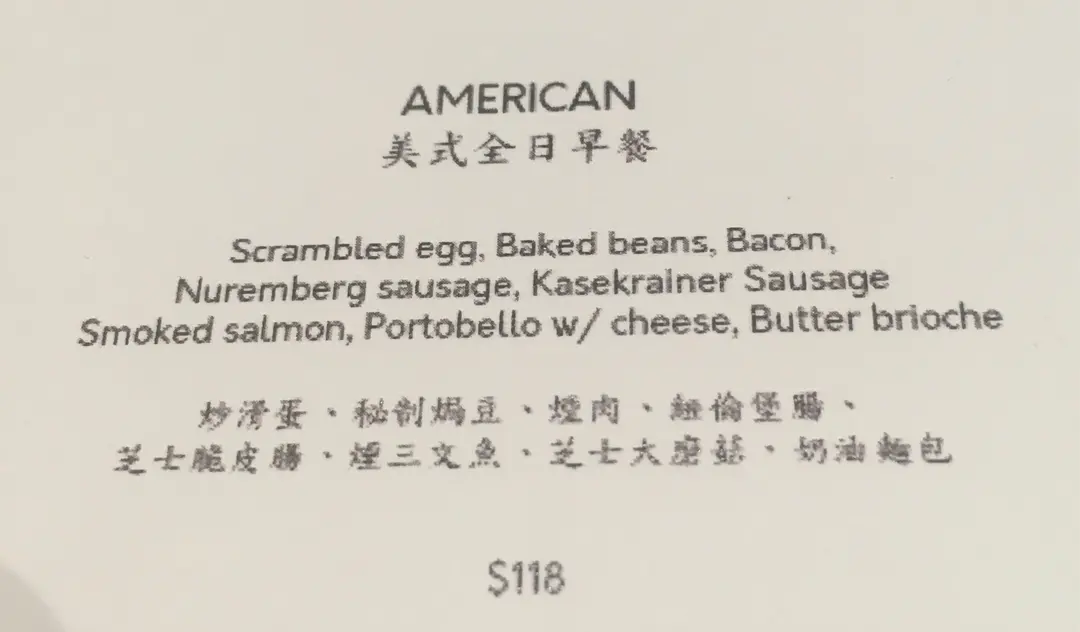 AMERICAN
美式全日早餐
Scrambled egg, Baked beans, Bacon,
Nuremberg sausage, Kasekrainer Sausage
Smoked salmon, Portobello w/ cheese, Butter brioche
炒滑蛋、秘制焗豆、煙肉、紐倫堡腸、
芝士脆皮腸、煙三文魚、芝士大磨菇、奶油麵包
$118